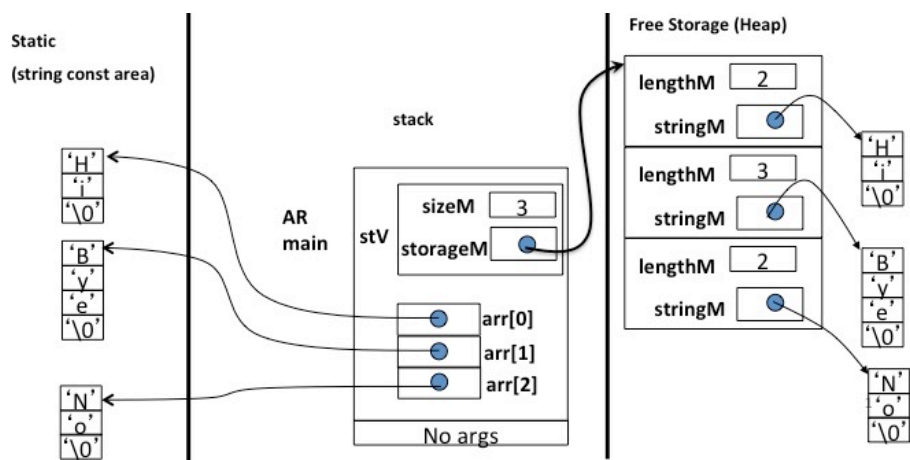 Static
(string const area)
‘H’
‘i’
‘\0’
‘B’
‘y’
‘e’
‘\0’
‘N’
‘o’
‘\0’
stack
AR
main
stV
sizeM 3
storageM
arr[0]
arr[1]
arr[2]
No args
Free Storage (Heap)
lengthM 2
stringM
lengthM 3
stringM
lengthM 2
stringM
‘H’
‘i’
‘\0’
‘B’
‘y’
‘e’
‘\0’
‘N’
1 ‘o’
‘\0’